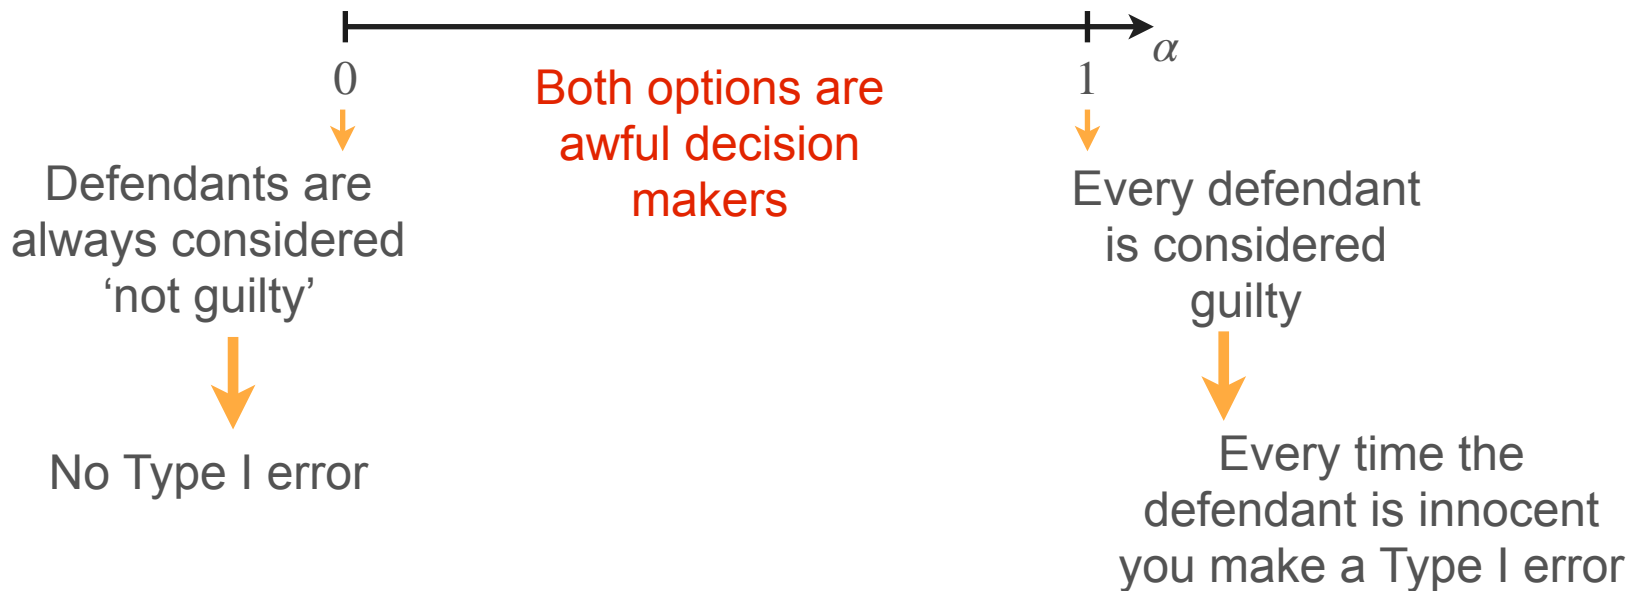 α
0
1
Both options are
awful decision
makers
Defendants are
always considered
‘not guilty’
No Type I error
Every defendant
is considered
guilty
Every time the
defendant is innocent
you make a Type I error